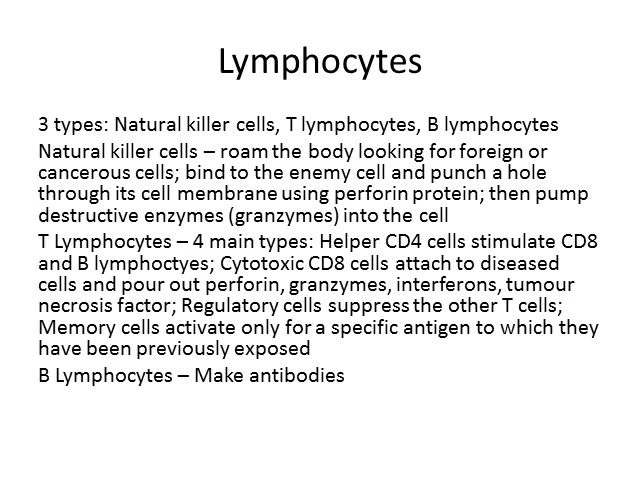 Lymphocytes
3 types: Natural killer cells, T lymphocytes, B lymphocytes
Natural killer cells – roam the body looking for foreign or
cancerous cells; bind to the enemy cell and punch a hole
through its cell membrane using perforin protein; then pump
destructive enzymes (granzymes) into the cell
T Lymphocytes – 4 main types: Helper CD4 cells stimulate CD8
and B lymphoctyes; Cytotoxic CD8 cells attach to diseased
cells and pour out perforin, granzymes, interferons, tumour
necrosis factor; Regulatory cells suppress the other T cells;
Memory cells activate only for a specific antigen to which they
have been previously exposed
B Lymphocytes – Make antibodies